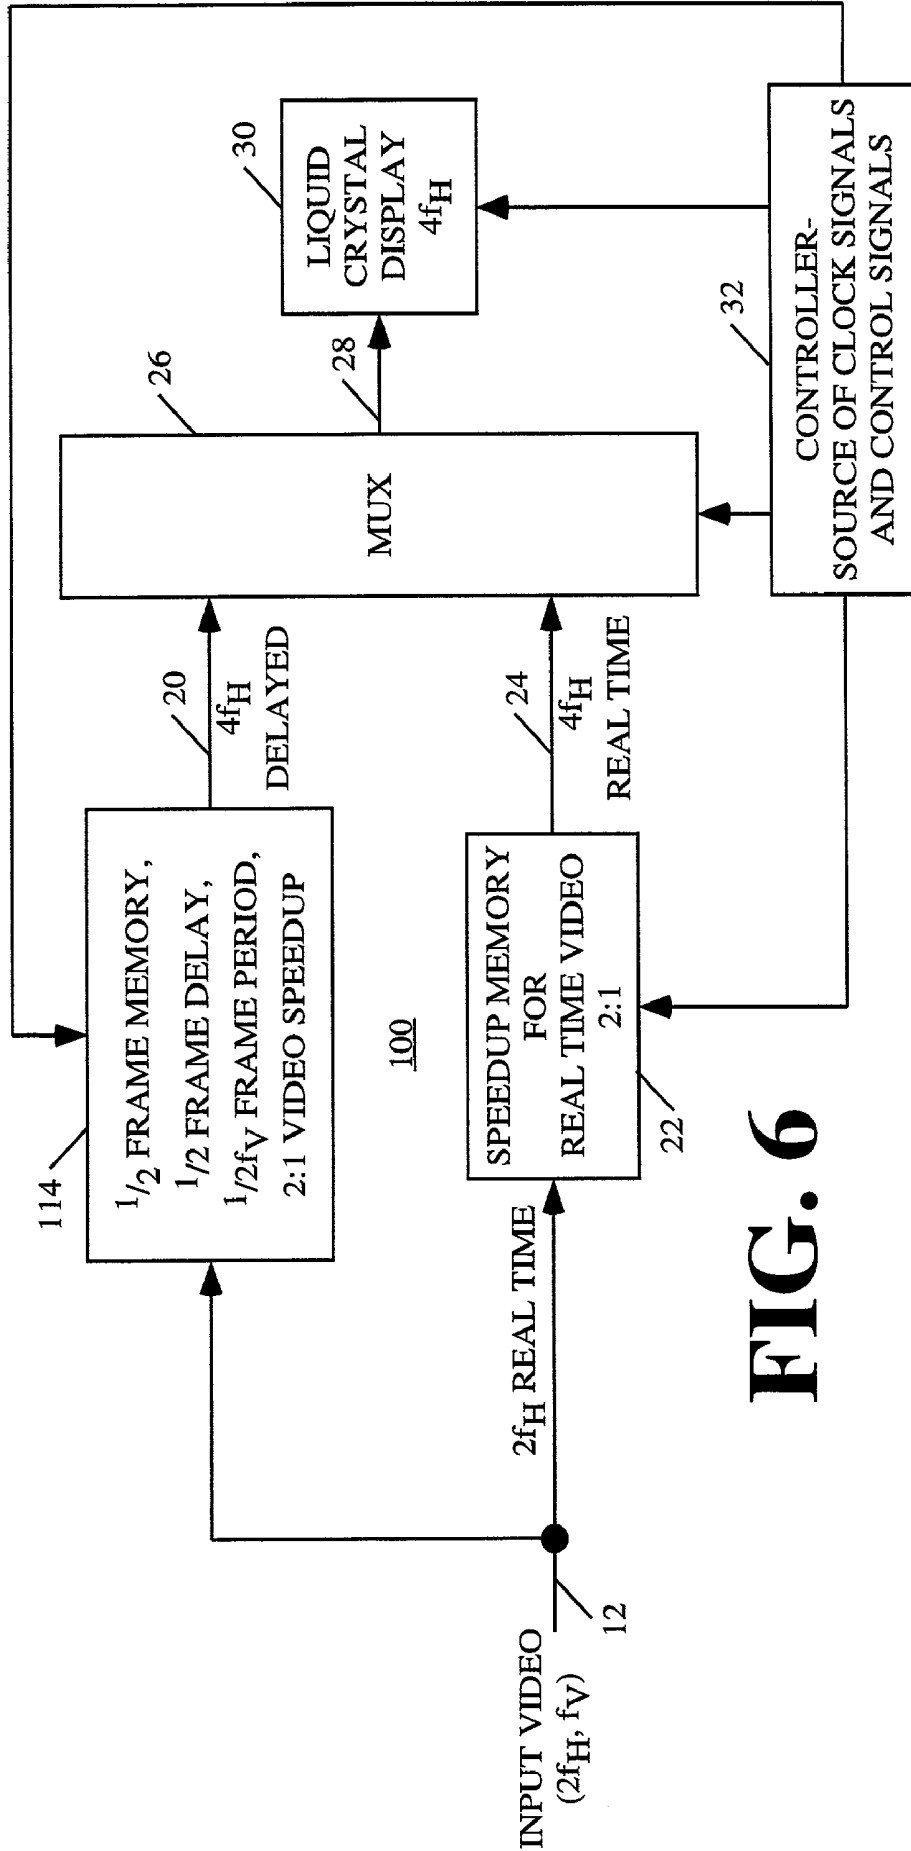 INPUT VIDEO
(2fH, fV)
12
2fH REAL TIME
114
1/2 FRAME MEMORY,
1/2 FRAME DELAY,
1/2fV FRAME PERIOD,
2:1 VIDEO SPEEDUP
100
SPEEDUP MEMORY
FOR
REAL TIME VIDEO
2:1
22
20
4fH
DELAYED
24
4fH
REAL TIME
26
MUX
28
30
LIQUID
CRYSTAL
DISPLAY
4fH
32
CONTROLLER-
SOURCE OF CLOCK SIGNALS
AND CONTROL SIGNALS
FIG. 6